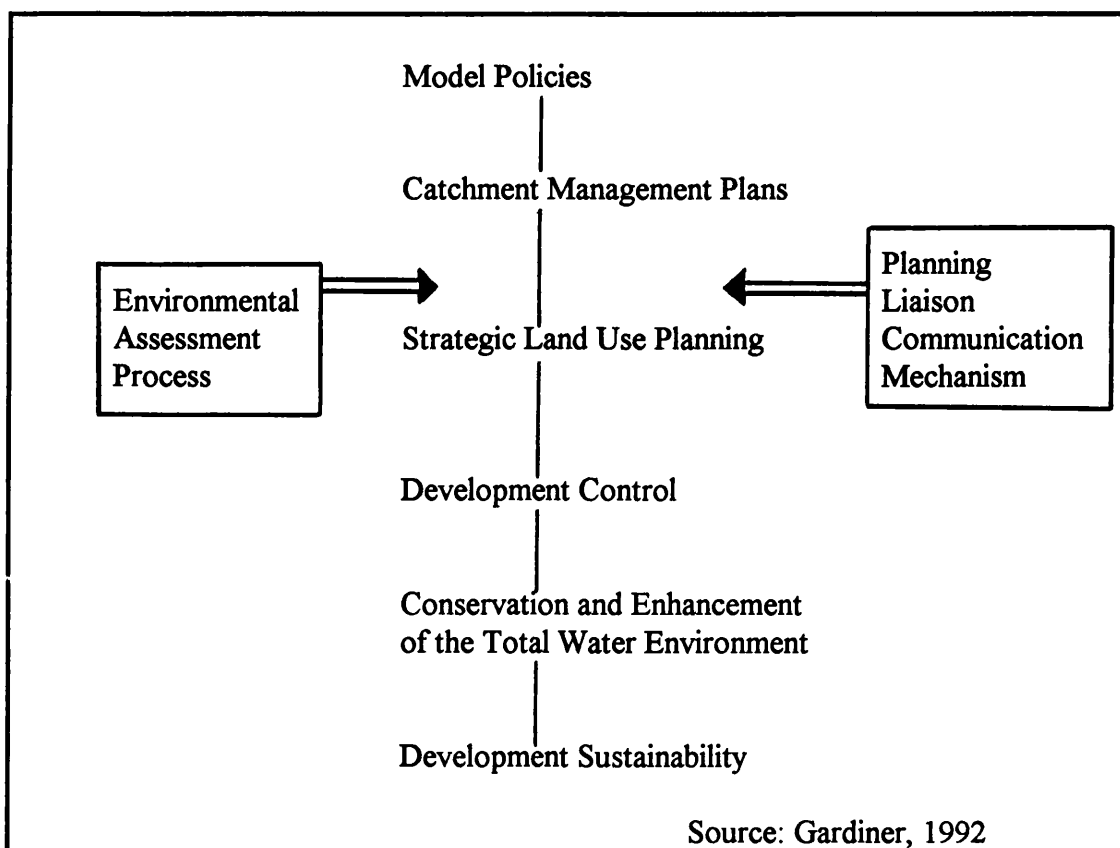 Model Policies
Catchment Management Plans
Environmental
Assessment
Process
Planning
Liaison
Communication
Mechanism
Strategic Land Use Planning
Development Control
Conservation and Enhancement
of the Total Water Environment
Development Sustainability
Source: Gardiner, 1992